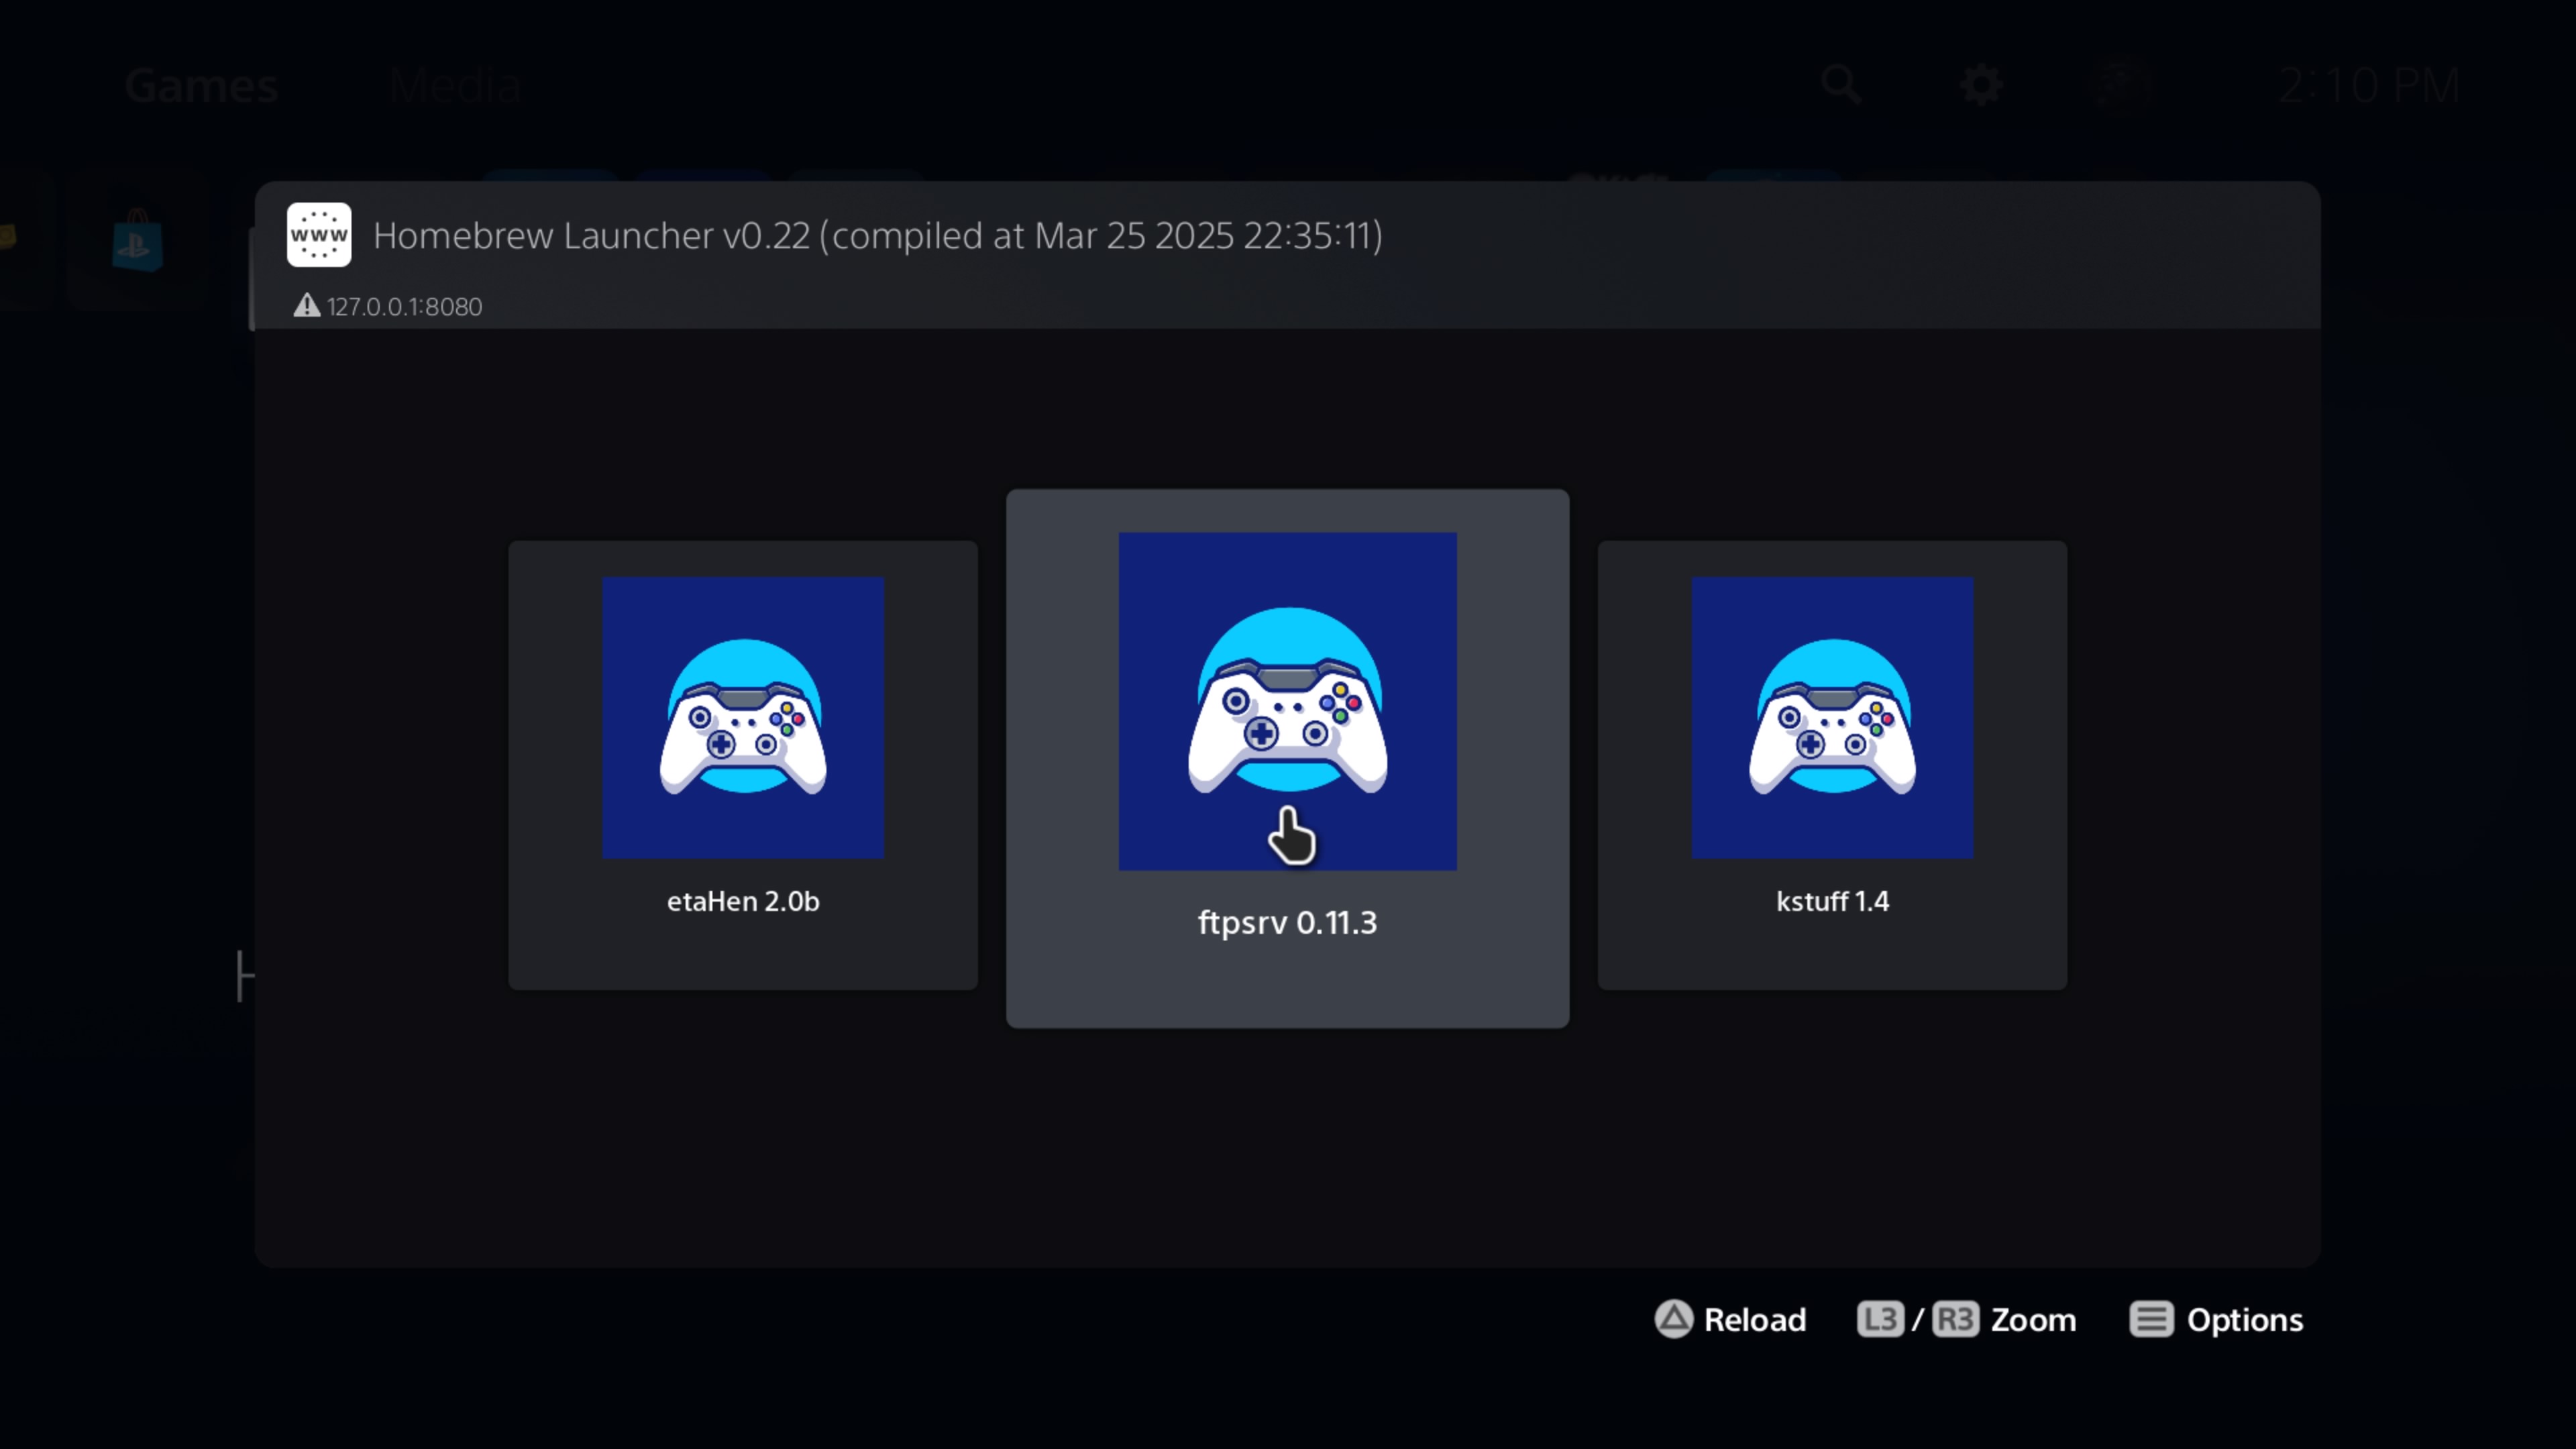 Games Media 2:10 PM
www Homebrew Launcher v0.22 (compiled at Mar 25 2025 22:35:11)
127.0.0.1:8080
etaHen 2.0b
ftpsrv 0.11.3
kstuff 1.4
Reload L3 / R3 Zoom Options